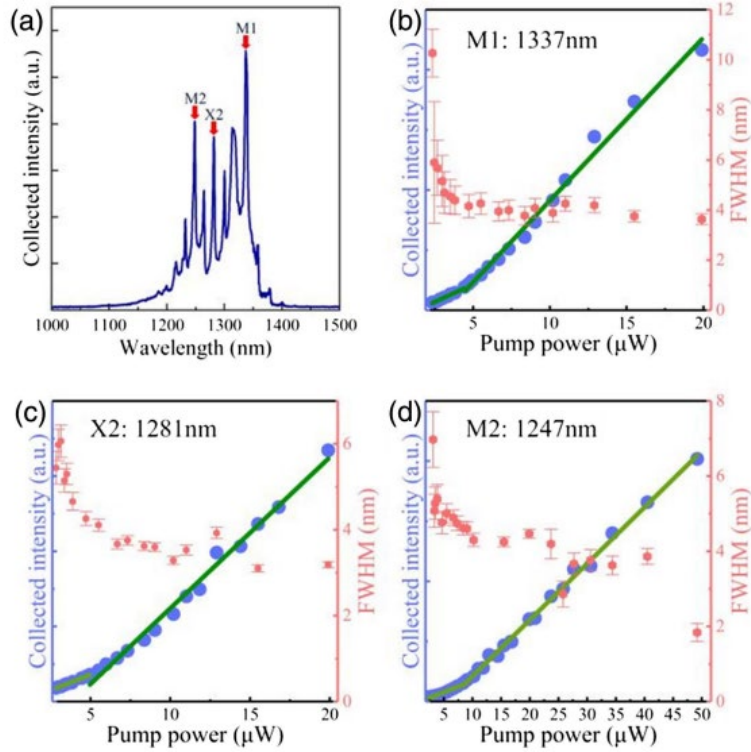 (a)
M1
M2
X2
Collected intensity (a.u.)
1000 1100 1200 1300 1400 1500
Wavelength (nm)
(b)
M1: 1337nm
Collected intensity (a.u.)
12
10
8
6
4
2
0
FWHM (nm)
5 10 15 20
Pump power (μW)
(c)
X2: 1281nm
Collected intensity (a.u.)
6
4
2
0
FWHM (nm)
5 10 15 20
Pump power (μW)
(d)
M2: 1247nm
Collected intensity (a.u.)
8
6
4
2
0
FWHM (nm)
5 10 15 20 25 30 35 40 45 50
Pump power (μW)